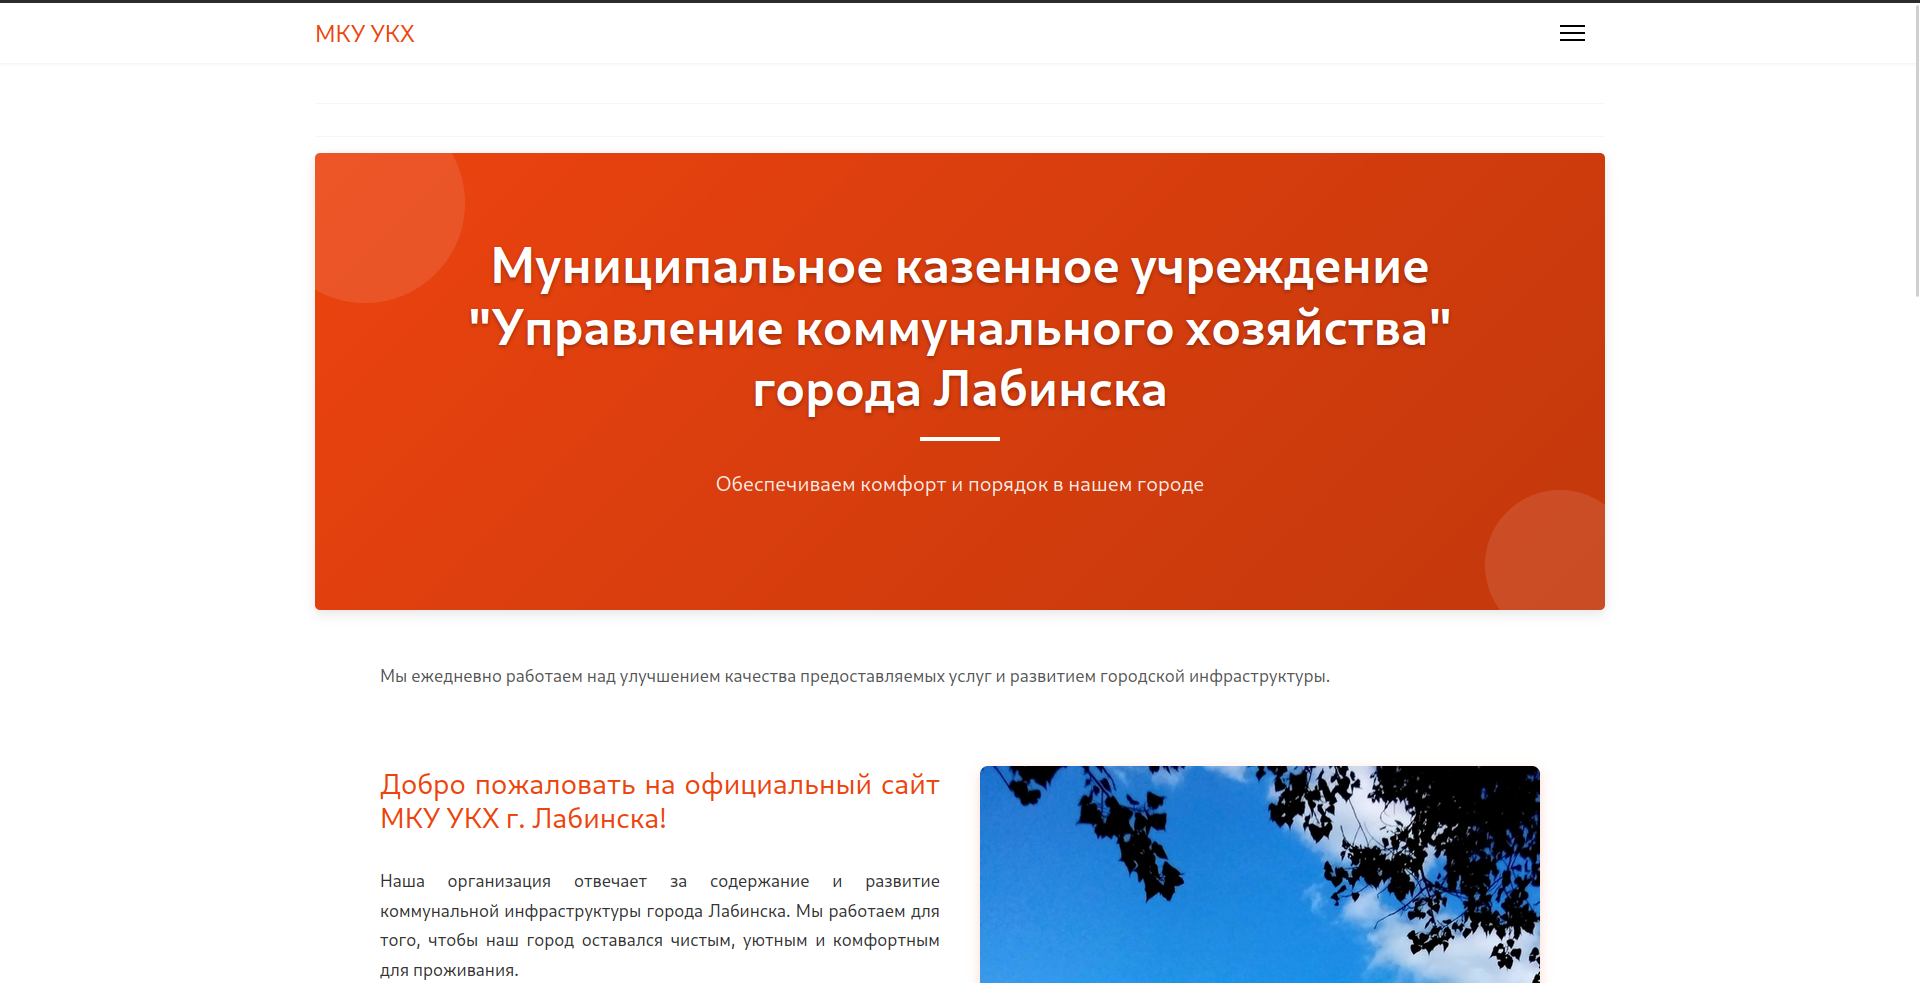 МКУ УКХ
Муниципальное казенное учреждение
"Управление коммунального хозяйства"
города Лабинска
Обеспечиваем комфорт и порядок в нашем городе
Мы ежедневно работаем над улучшением качества предоставляемых услуг и развитием городской инфраструктуры.
Добро пожаловать на официальный сайт
МКУ УКХ г. Лабинска!
Наша организация отвечает за содержание и развитие
коммунальной инфраструктуры города Лабинска. Мы работаем для
того, чтобы наш город оставался чистым, уютным и комфортным
для проживания.